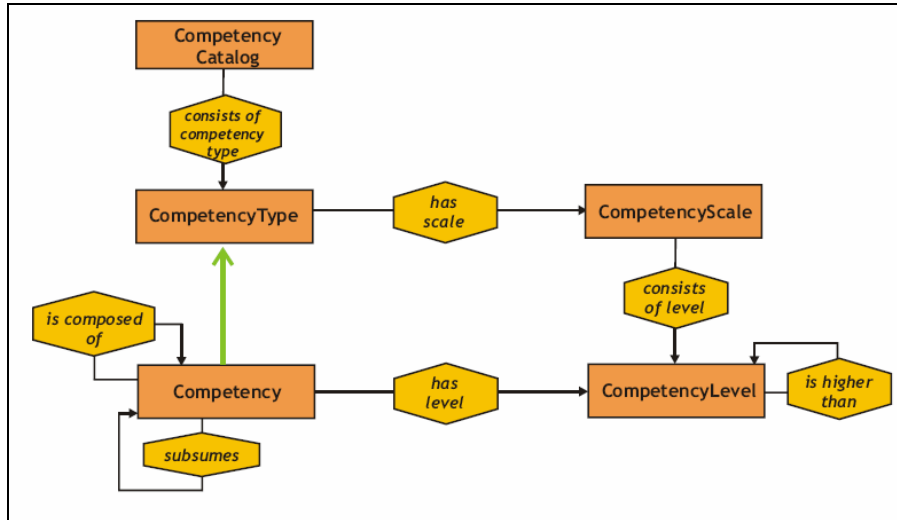 Competency
Catalog
consists of
competency
type
CompetencyType
has
scale
CompetencyScale
consists
of level
is composed
of
Competency
has
level
CompetencyLevel
is higher
than
subsumes